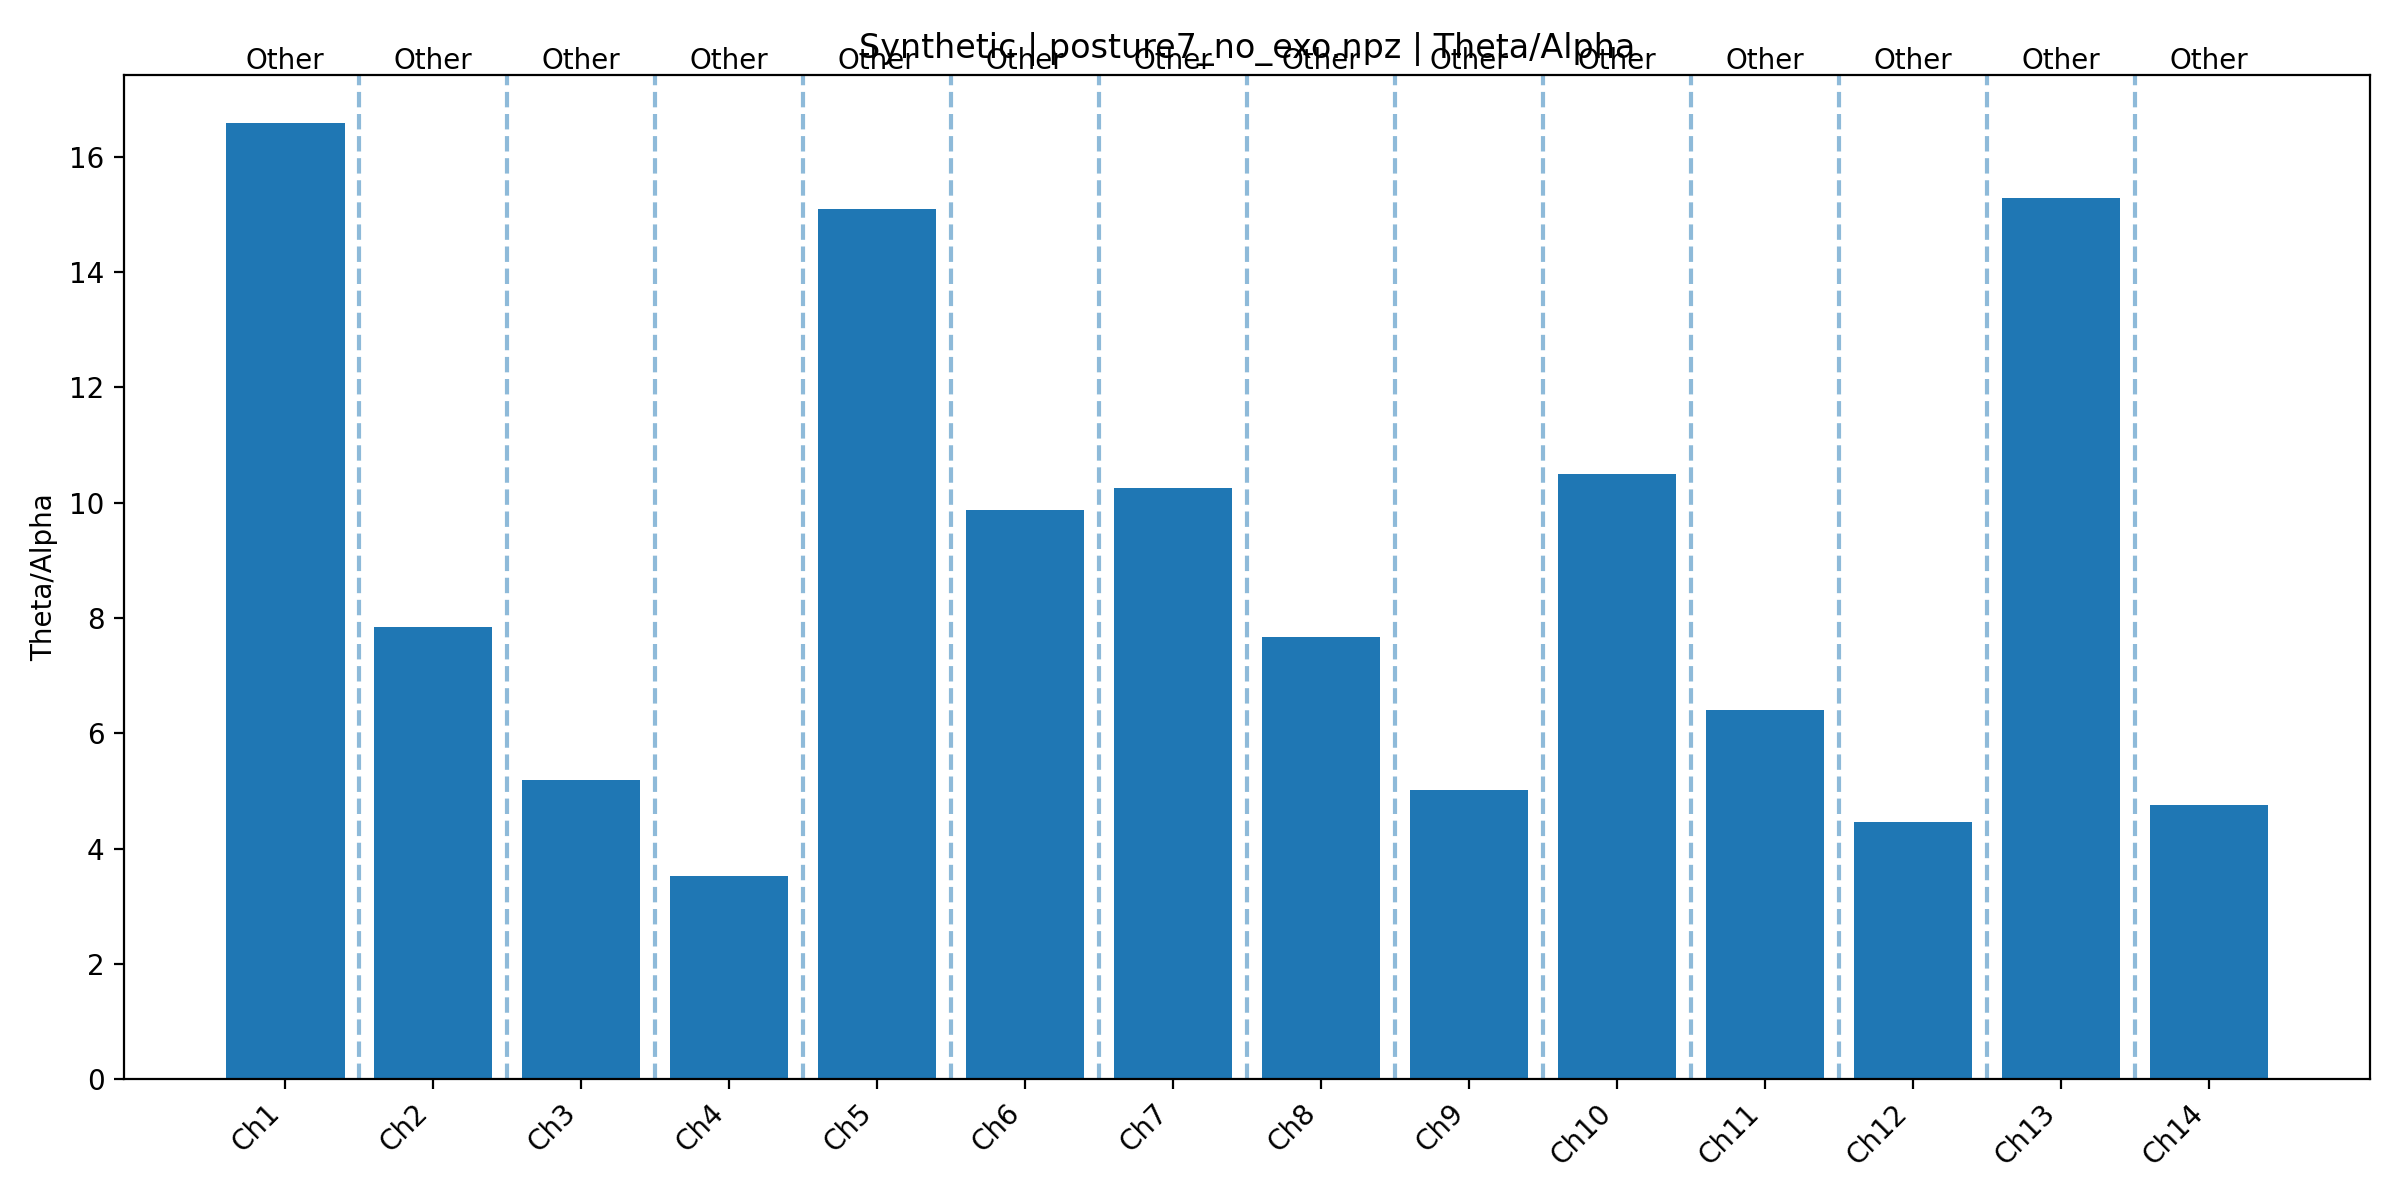 Synthetic | posture7_no_exo.npz | Theta/Alpha
Other Other Other Other Other Other Other Other Other Other Other Other Other Other
16
14
12
10
8
6
4
2
0
Theta/Alpha
Ch1 Ch2 Ch3 Ch4 Ch5 Ch6 Ch7 Ch8 Ch9 Ch10 Ch11 Ch12 Ch13 Ch14